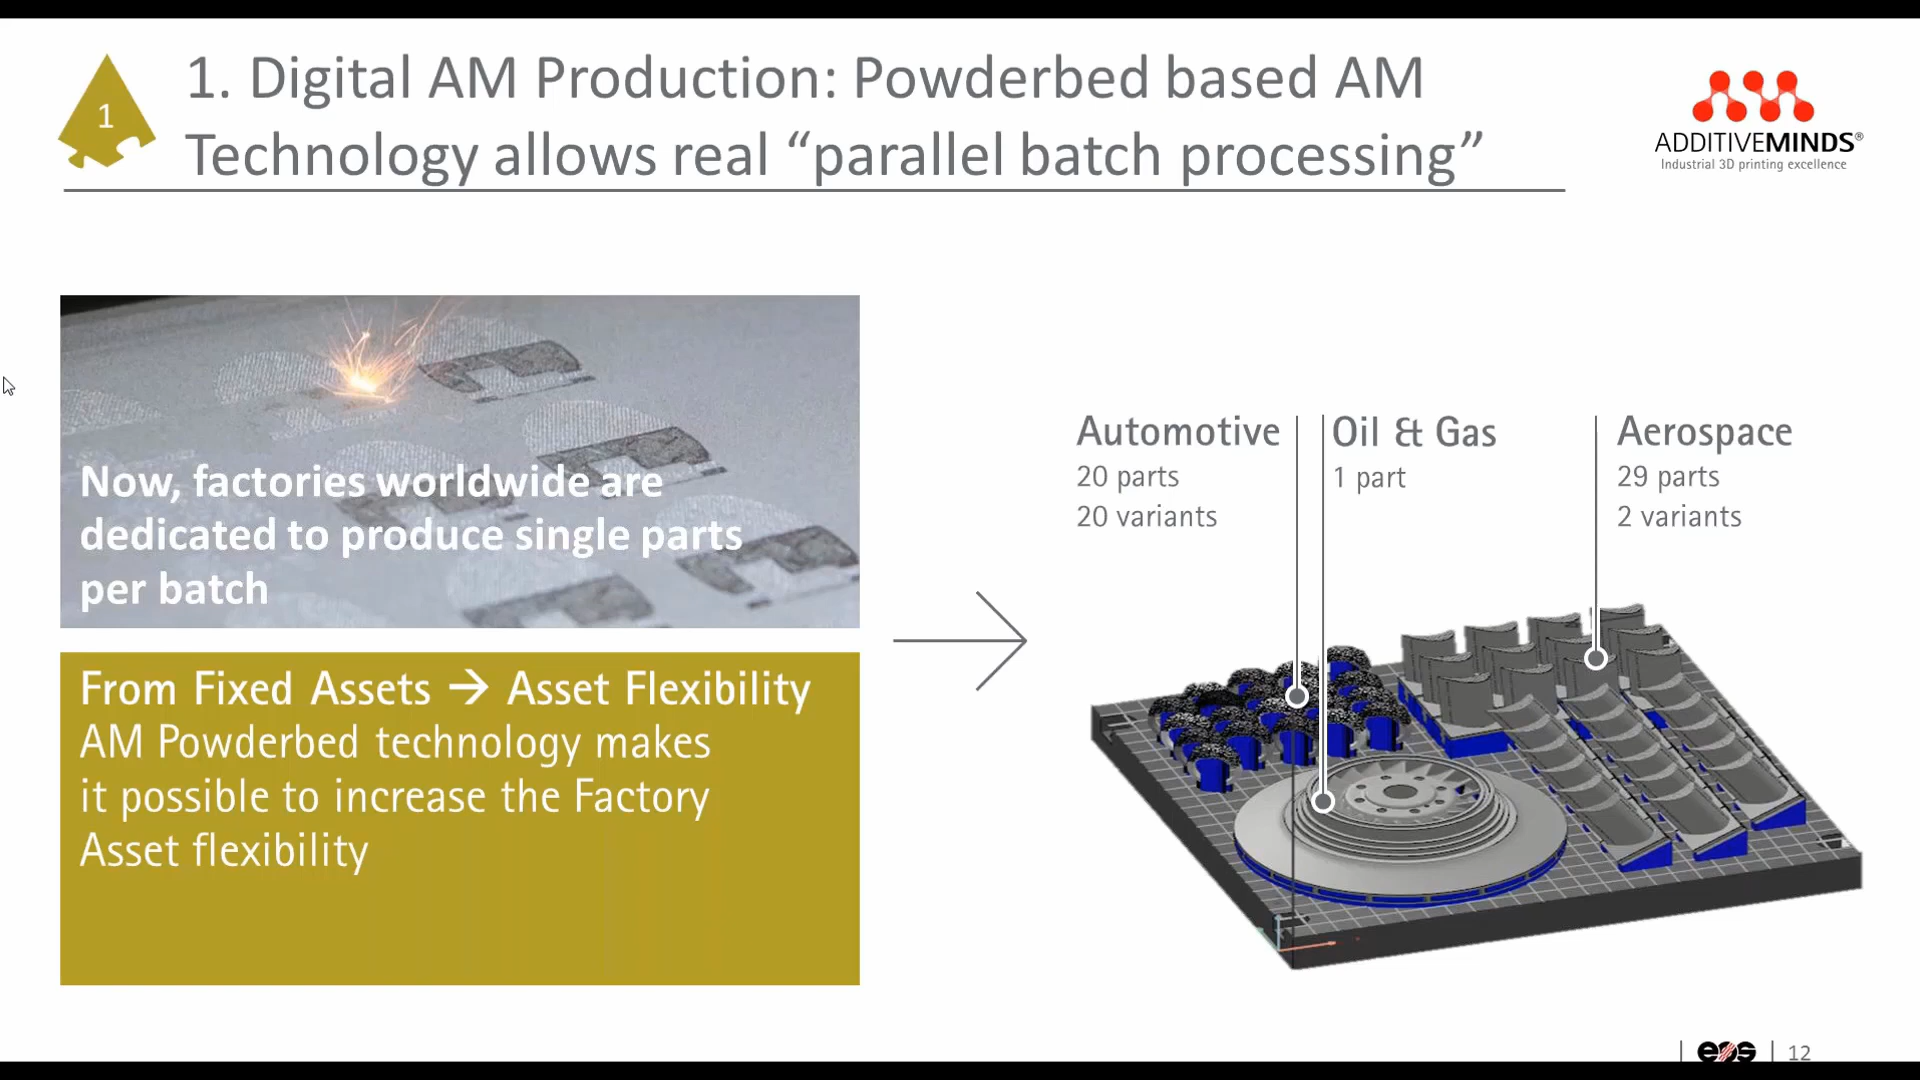 1
1. Digital AM Production: Powderbed based AM
Technology allows real “parallel batch processing”
ADDITIVEMINDS®
Industrial 3D printing excellence
Now, factories worldwide are
dedicated to produce single parts
per batch
From Fixed Assets → Asset Flexibility
AM Powderbed technology makes
it possible to increase the Factory
Asset flexibility
Automotive
20 parts
20 variants
Oil & Gas
1 part
Aerospace
29 parts
2 variants
eos
12